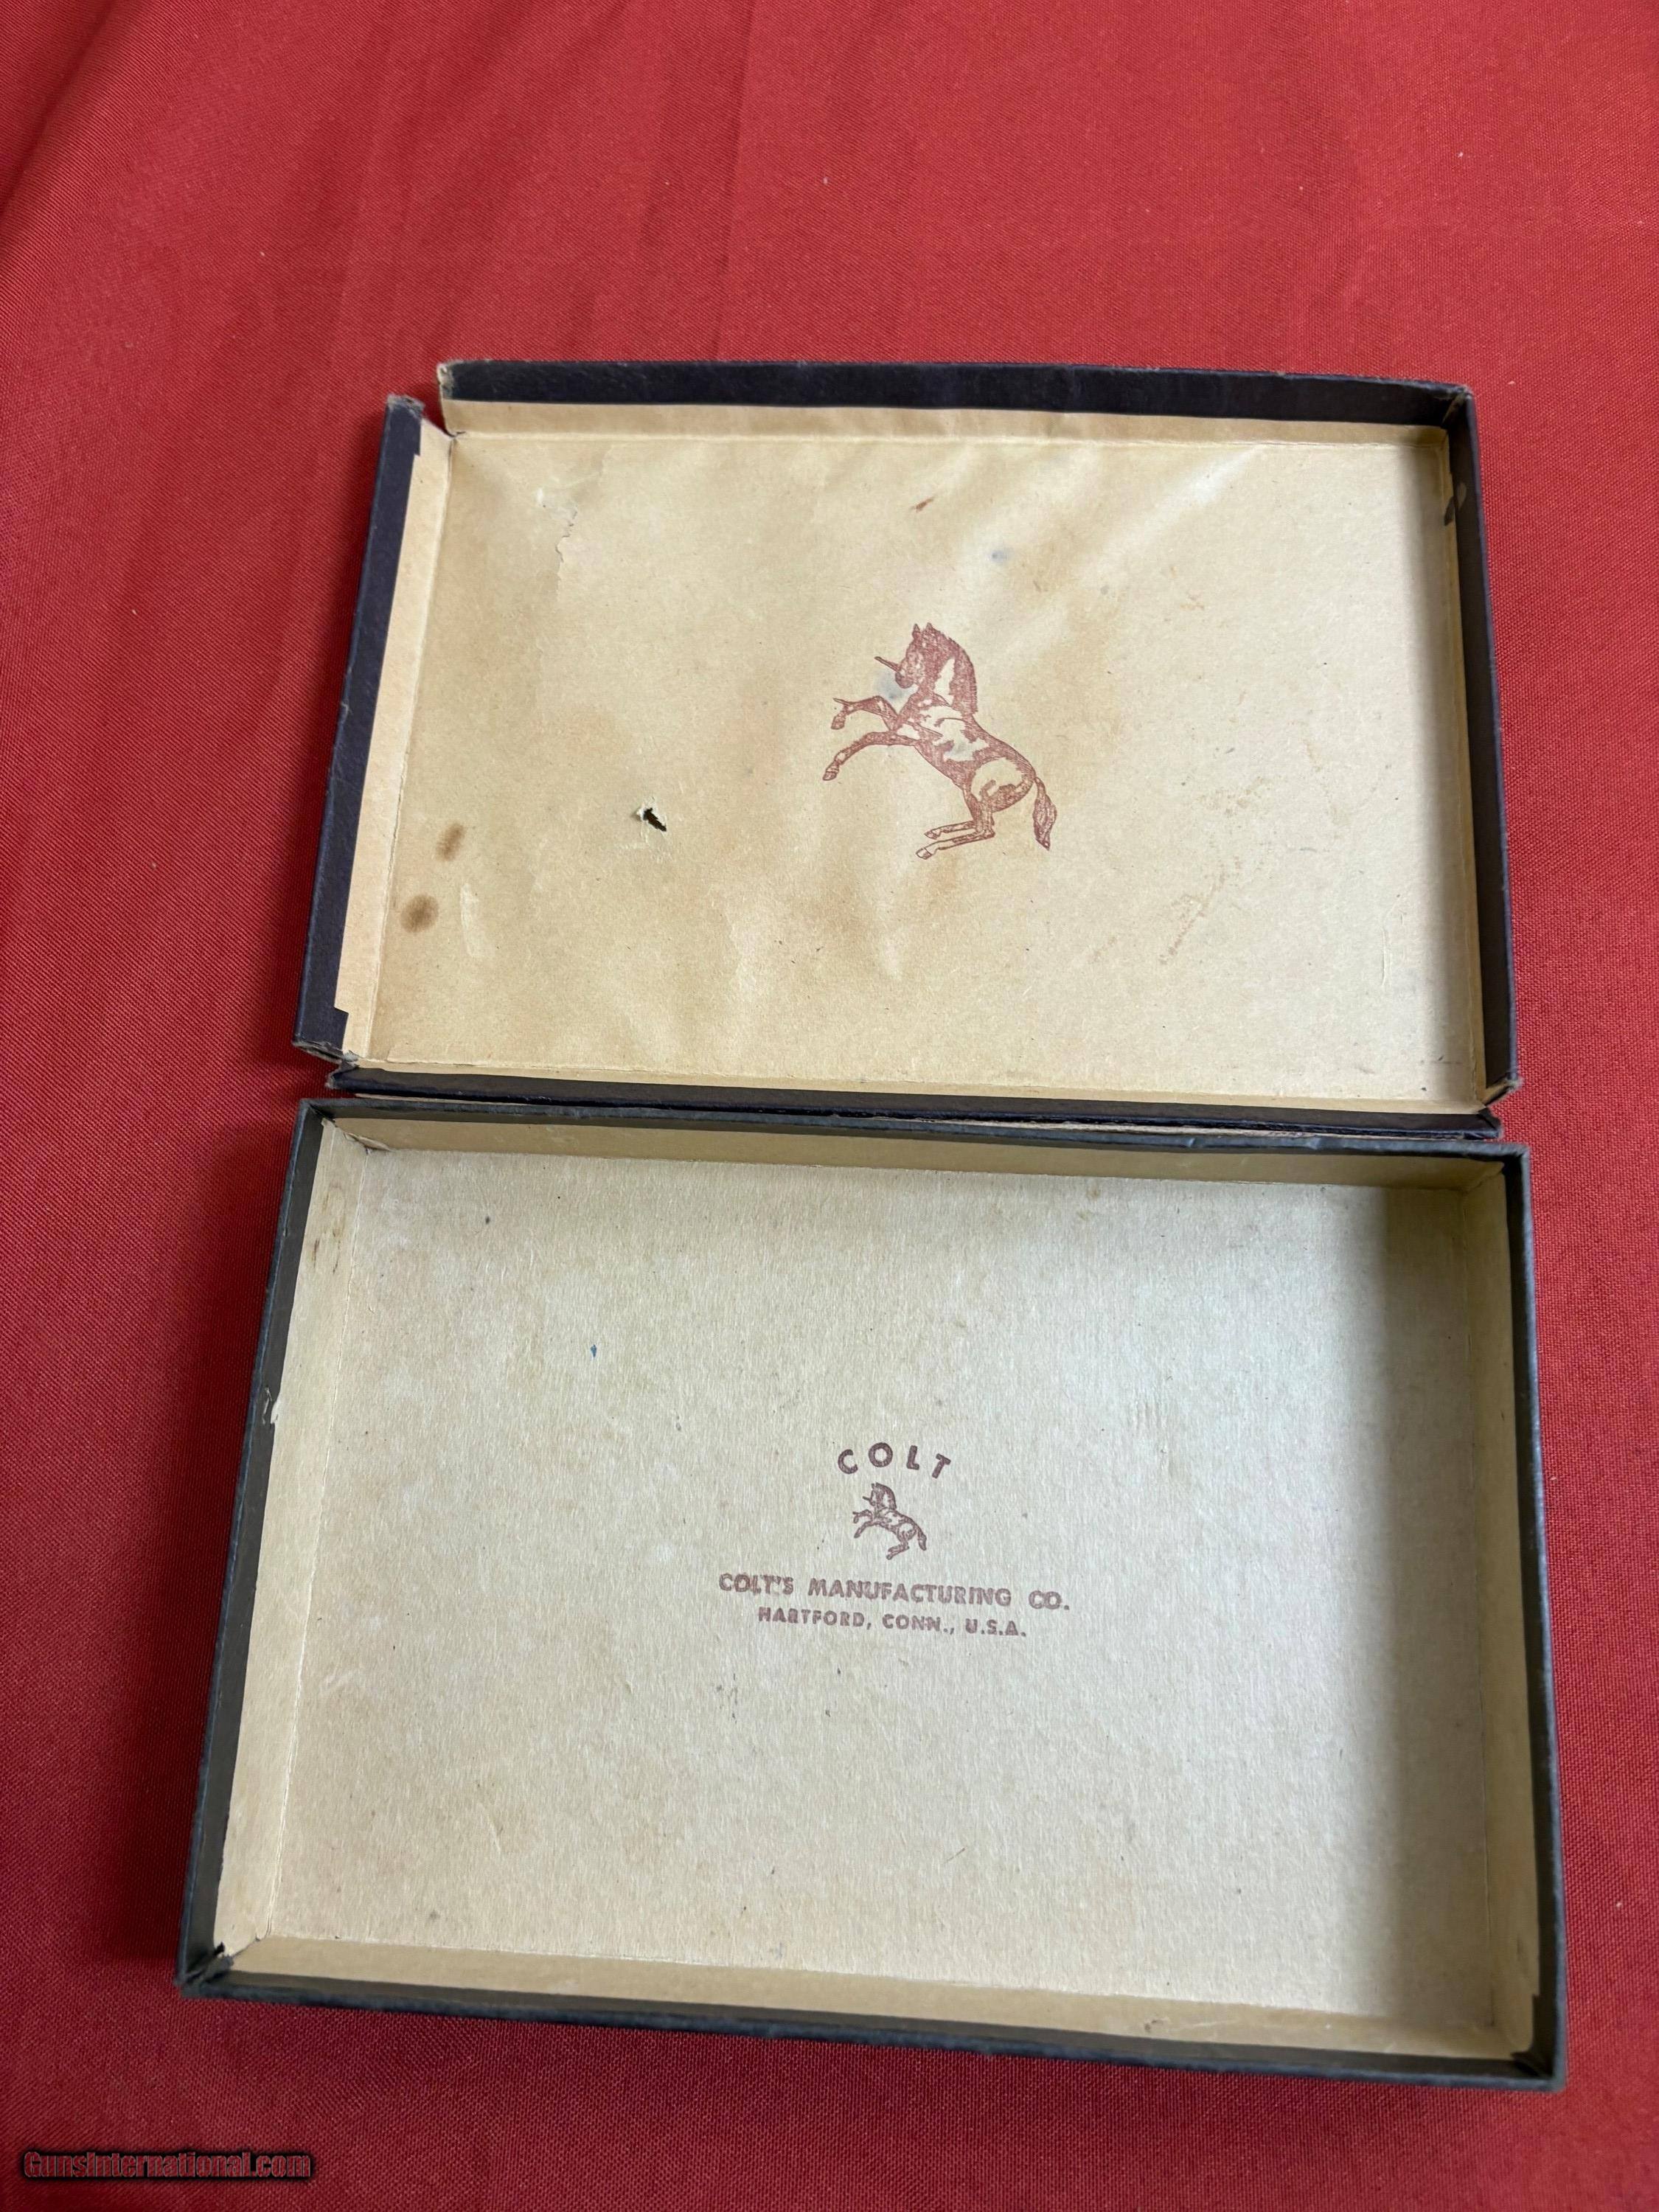 COLT
COLT'S MANUFACTURING CO.
HARTFORD, CONN., U.S.A.
GunsInternational.com